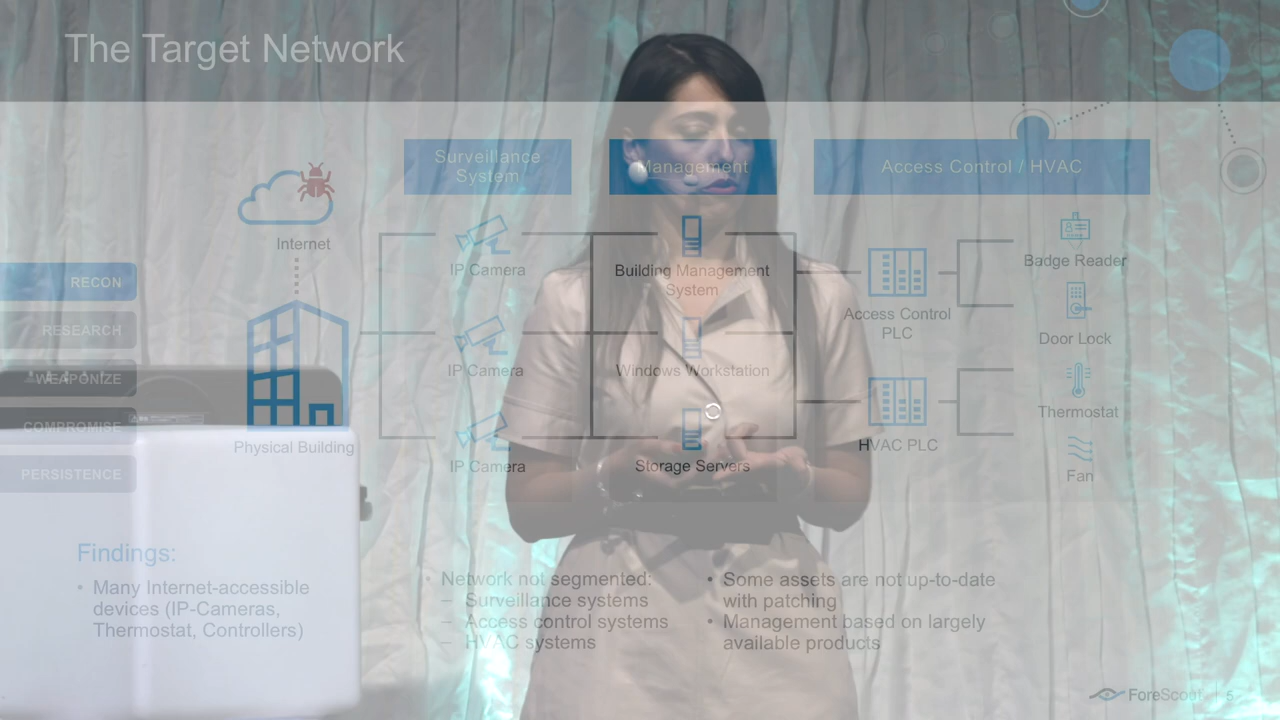 The Target Network
Surveillance
System
Management
Access Control / HVAC
Internet
IP Camera
Building Management
System
Badge Reader
RECON
RESEARCH
WEAPONIZE
COMPROMISE
PERSISTENCE
Access Control
PLC
Door Lock
IP Camera
Windows Workstation
Thermostat
Physical Building
IP Camera
Storage Servers
HVAC PLC
Fan
Findings:
• Many Internet-accessible
devices (IP-Cameras,
Thermostat, Controllers)
• Network not segmented:
– Surveillance systems
– Access control systems
– HVAC systems
• Some assets are not up-to-date
with patching
• Management based on largely
available products
ForeScout | 5